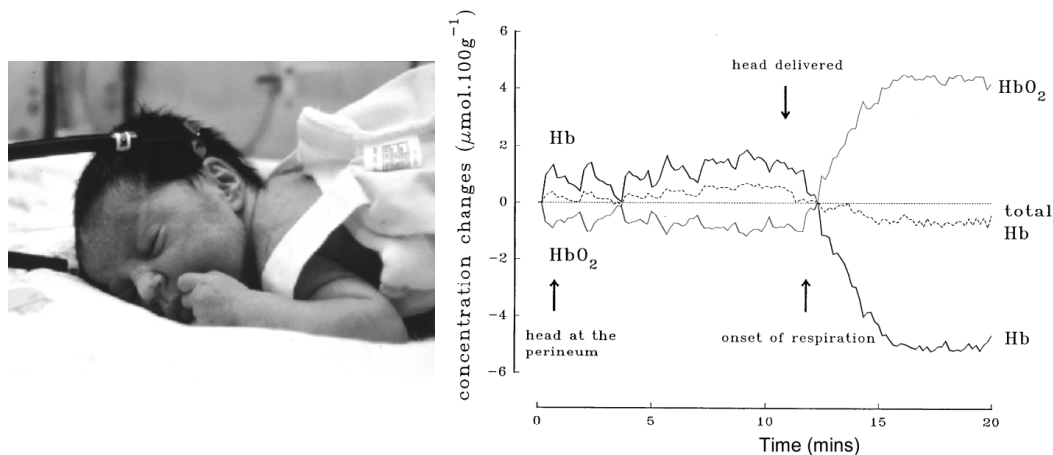 concentration changes (μmol.100g⁻¹)
6
4
2
0
-2
-4
-6
Hb
HbO₂
head at the
perineum
head delivered
onset of respiration
HbO₂
total
Hb
Hb
0
5
10
15
20
Time (mins)